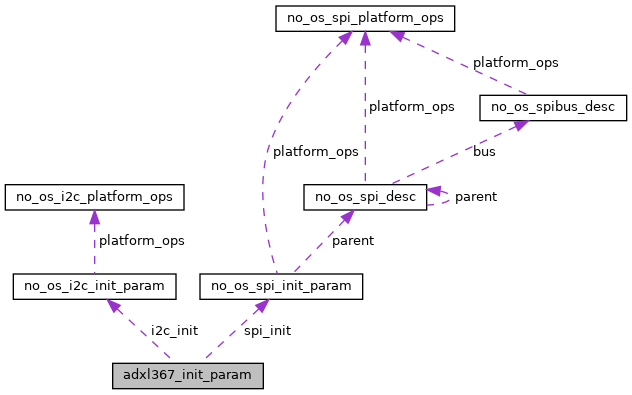 no_os_spi_platform_ops
platform_ops
no_os_spibus_desc
platform_ops
platform_ops
bus
no_os_i2c_platform_ops
no_os_spi_desc
parent
platform_ops
parent
no_os_i2c_init_param
no_os_spi_init_param
i2c_init
spi_init
adxl367_init_param